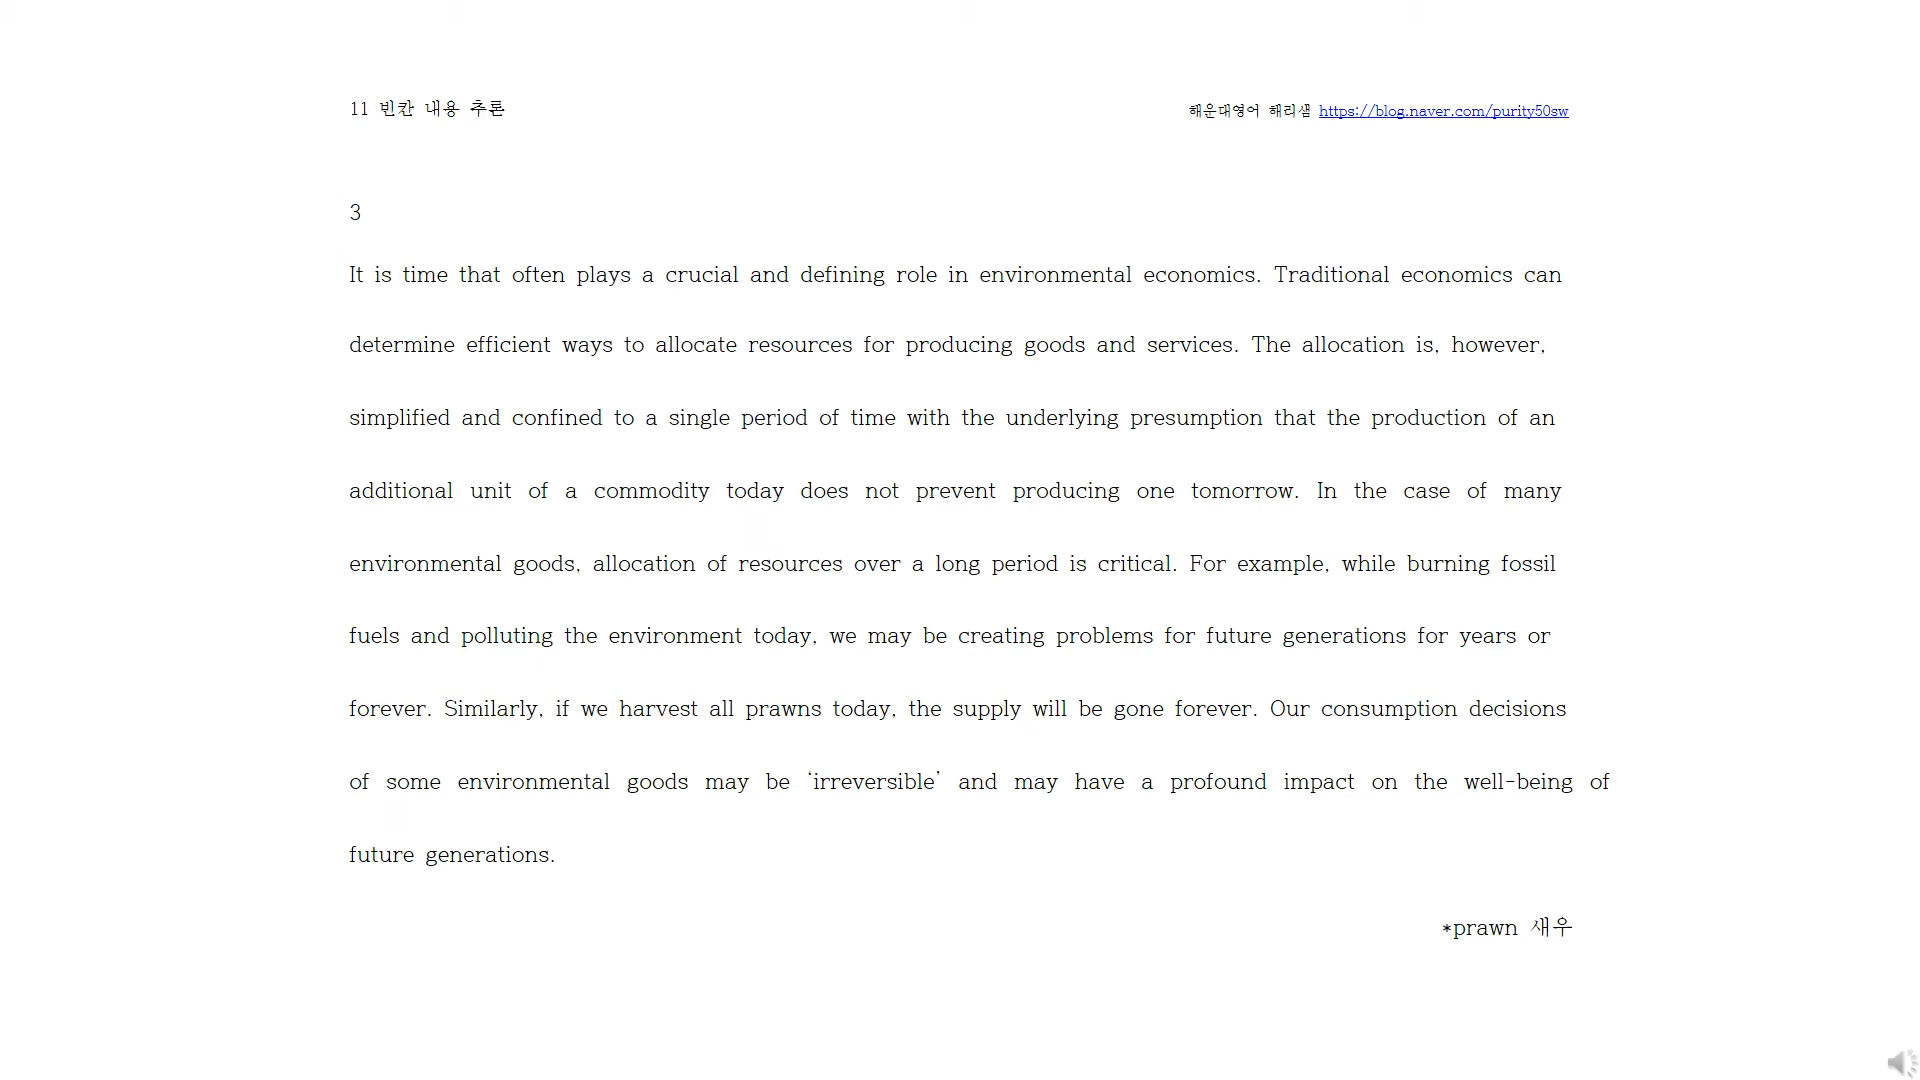 11 빈칸 내용 추론
해운대영어 해리샘 https://blog.naver.com/purity50sw
3
It is time that often plays a crucial and defining role in environmental economics. Traditional economics can
determine efficient ways to allocate resources for producing goods and services. The allocation is, however,
simplified and confined to a single period of time with the underlying presumption that the production of an
additional unit of a commodity today does not prevent producing one tomorrow. In the case of many
environmental goods, allocation of resources over a long period is critical. For example, while burning fossil
fuels and polluting the environment today, we may be creating problems for future generations for years or
forever. Similarly, if we harvest all prawns today, the supply will be gone forever. Our consumption decisions
of some environmental goods may be ‘irreversible’ and may have a profound impact on the well-being of
future generations.
*prawn 새우